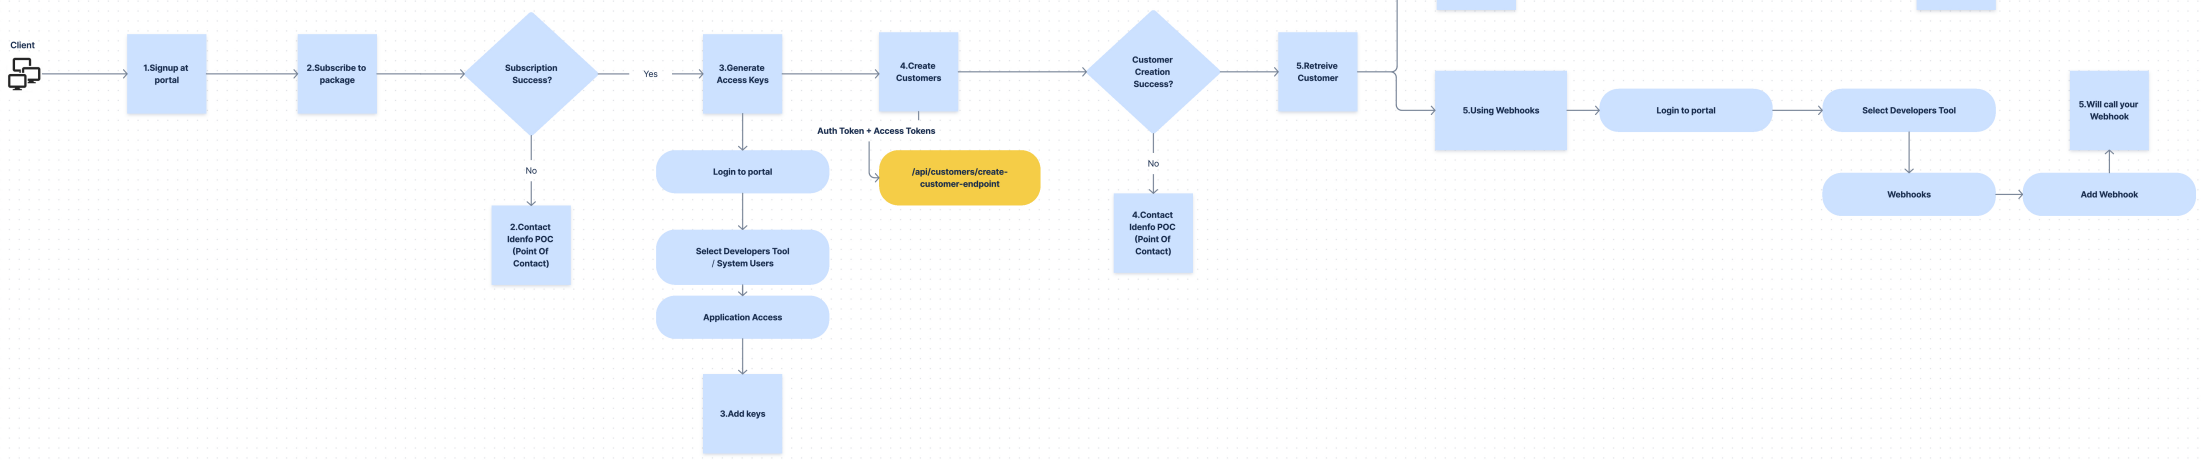 Client
1.Signup at
portal
2.Subscribe to
package
Subscription
Success?
Yes
No
2.Contact
Idenfo POC
(Point Of
Contact)
3.Generate
Access Keys
Login to portal
Select Developers Tool
/ System Users
Application Access
3.Add keys
4.Create
Customers
Auth Token + Access Tokens
/api/customers/create-
customer-endpoint
Customer
Creation
Success?
No
4.Contact
Idenfo POC
(Point Of
Contact)
5.Retreive
Customer
5.Using Webhooks
Login to portal
Select Developers Tool
Webhooks
Add Webhook
5.Will call your
Webhook